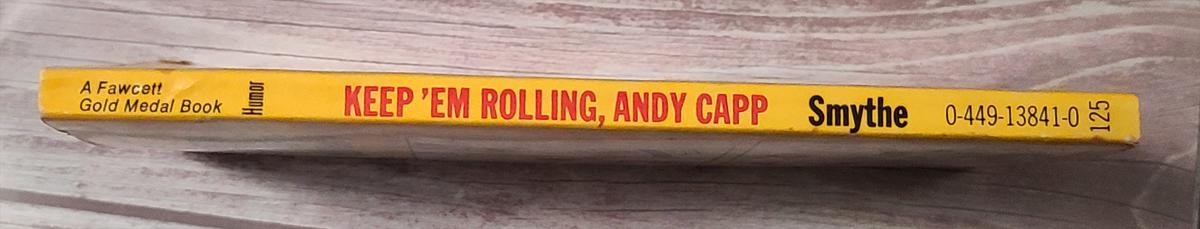 A Fawcett
Gold Medal Book
Humor
KEEP 'EM ROLLING, ANDY CAPP
Smythe
0-449-13841-0
125